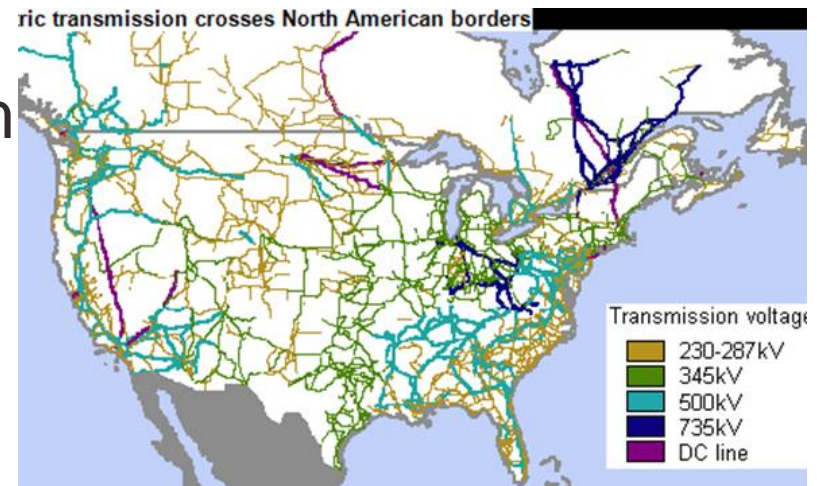 ric transmission crosses North American borders
n
Transmission voltage
230-287kV
345kV
500kV
735kV
DC line